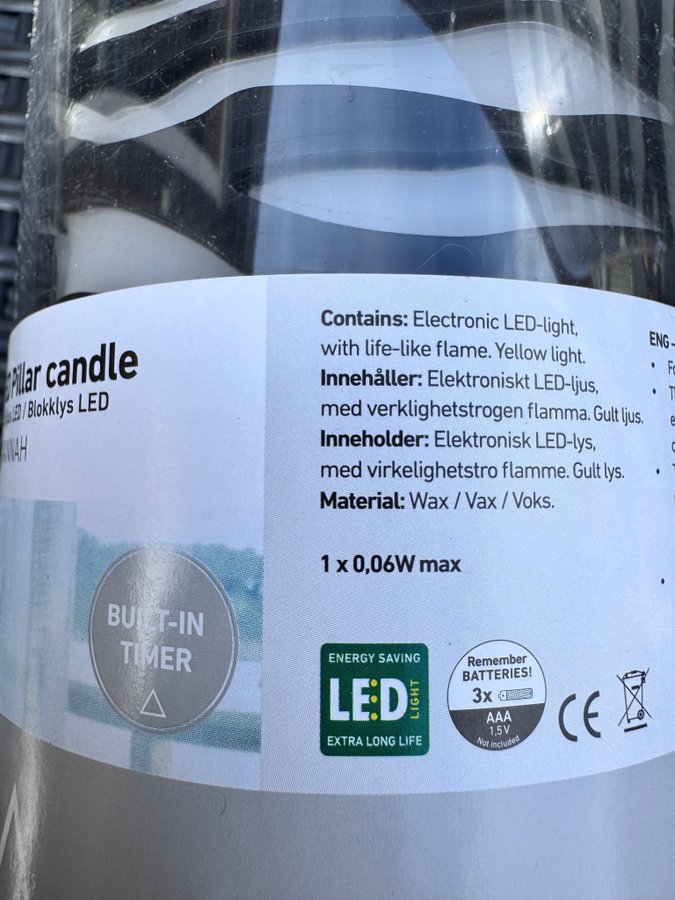 Pillar candle
LED / Blokklys LED
BUILT-IN
TIMER
Contains: Electronic LED-light,
with life-like flame. Yellow light.
Innehåller: Elektroniskt LED-ljus,
med verklighetstrogen flamma. Gult ljus.
Inneholder: Elektronisk LED-lys,
med virkelighetstro flamme. Gult lys.
Material: Wax / Vax / Voks.
1 x 0,06W max
ENERGY SAVING
LED LIGHT
EXTRA LONG LIFE
Remember
BATTERIES!
3x
AAA
1,5V
Not included
CE
ENG –